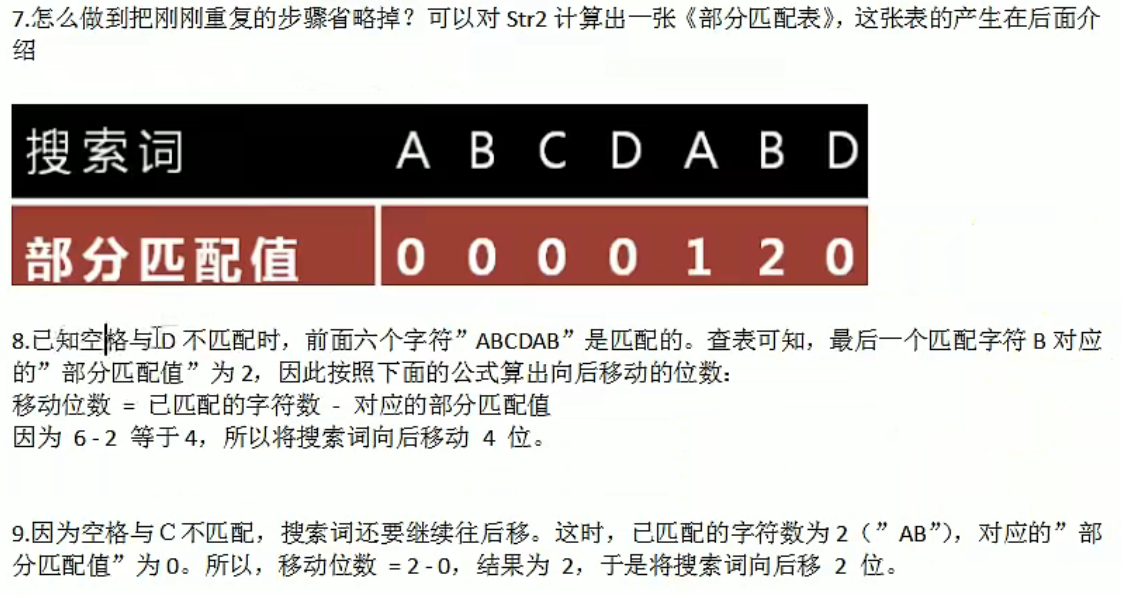 7.怎么做到把刚刚重复的步骤省略掉？可以对 Str2 计算出一张《部分匹配表》，这张表的产生在后面介
绍
搜索词 A B C D A B D
部分匹配值 0 0 0 0 1 2 0
8.已知空格与 D 不匹配时，前面六个字符”ABCDAB”是匹配的。查表可知，最后一个匹配字符 B 对应
的”部分匹配值”为 2，因此按照下面的公式算出向后移动的位数：
移动位数 = 已匹配的字符数 - 对应的部分匹配值
因为 6 - 2 等于 4，所以将搜索词向后移动 4 位。
9.因为空格与Ｃ不匹配，搜索词还要继续往后移。这时，已匹配的字符数为 2（”AB”），对应的”部
分匹配值”为 0。所以，移动位数 = 2 - 0，结果为 2，于是将搜索词向后移 2 位。